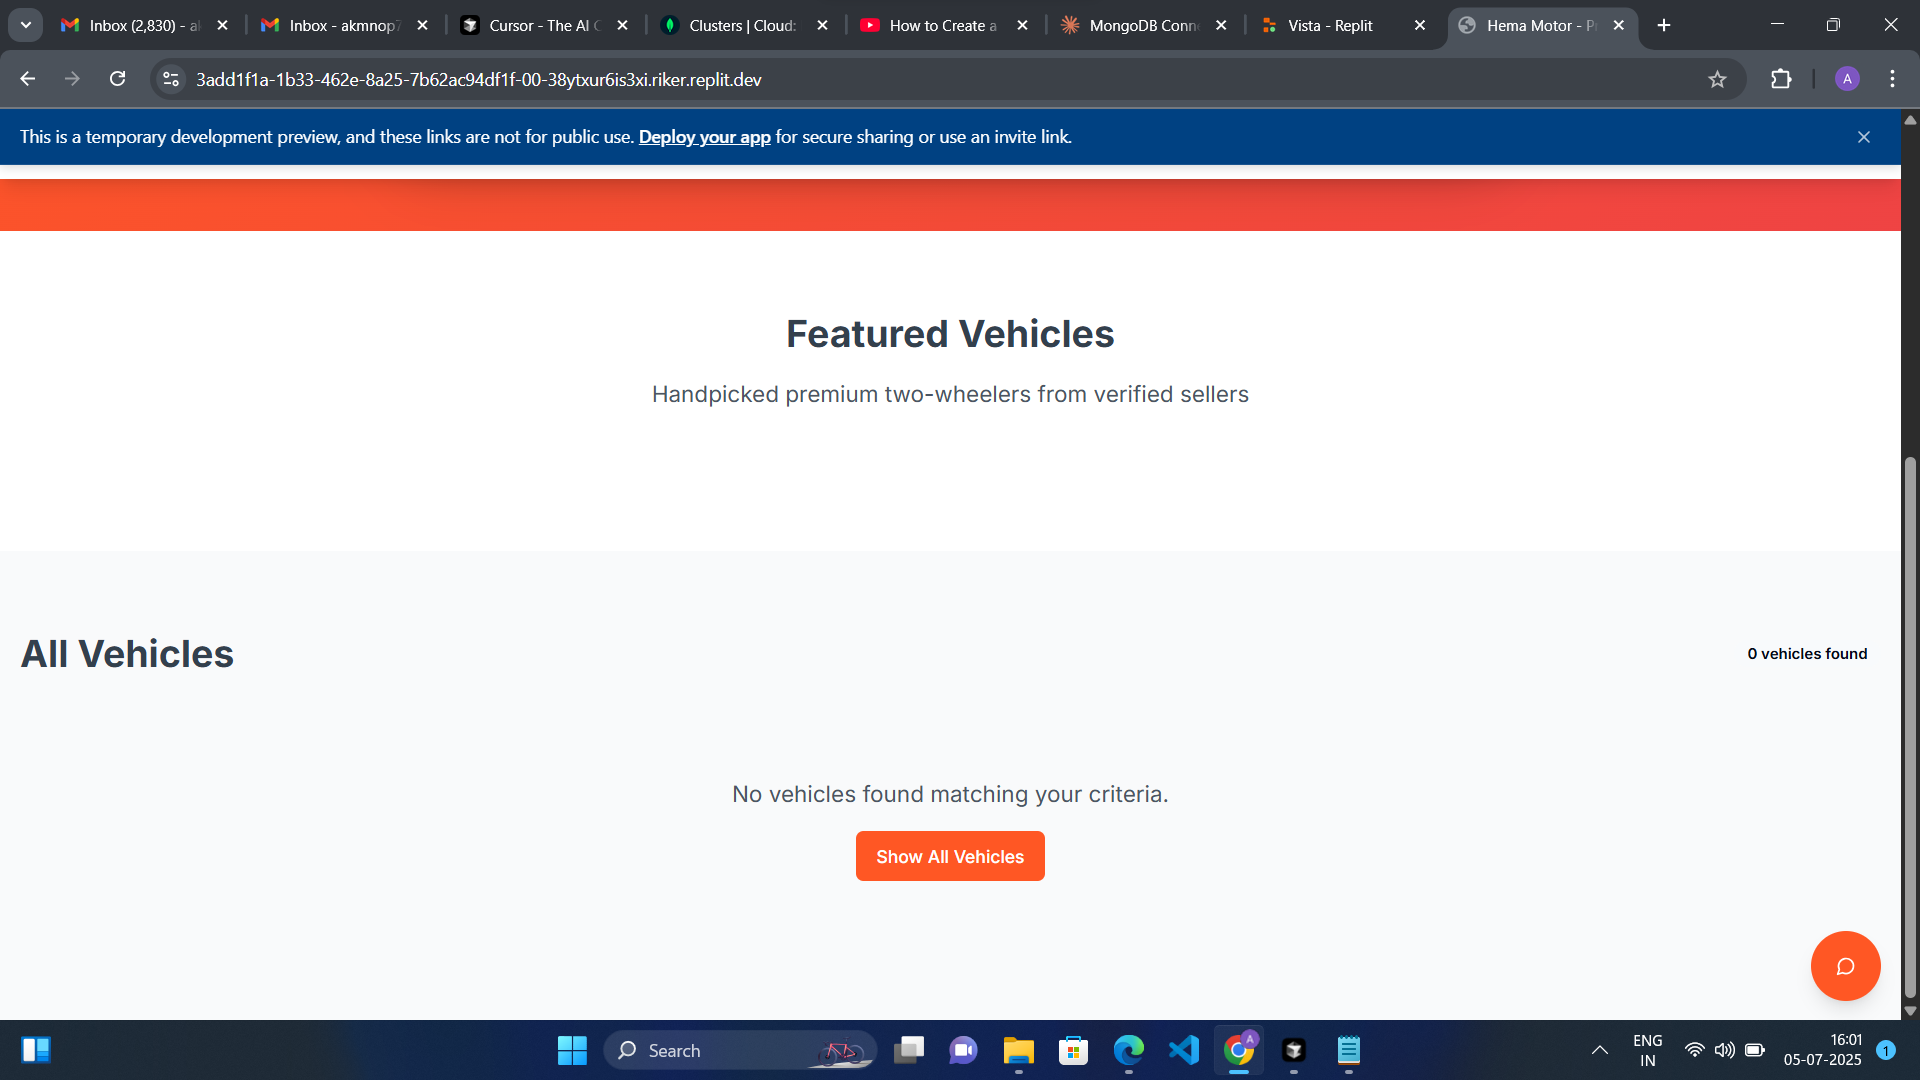 Inbox (2,830) - a
Inbox - akmnop7
Cursor - The AI C
Clusters | Cloud:
How to Create a
MongoDB Conn
Vista - Replit
Hema Motor - P
3add1f1a-1b33-462e-8a25-7b62ac94df1f-00-38ytxur6is3xi.riker.replit.dev
A
This is a temporary development preview, and these links are not for public use. Deploy your app for secure sharing or use an invite link.
Featured Vehicles
Handpicked premium two-wheelers from verified sellers
All Vehicles
0 vehicles found
No vehicles found matching your criteria.
Show All Vehicles
Search
A
ENG
IN
16:01
05-07-2025
1